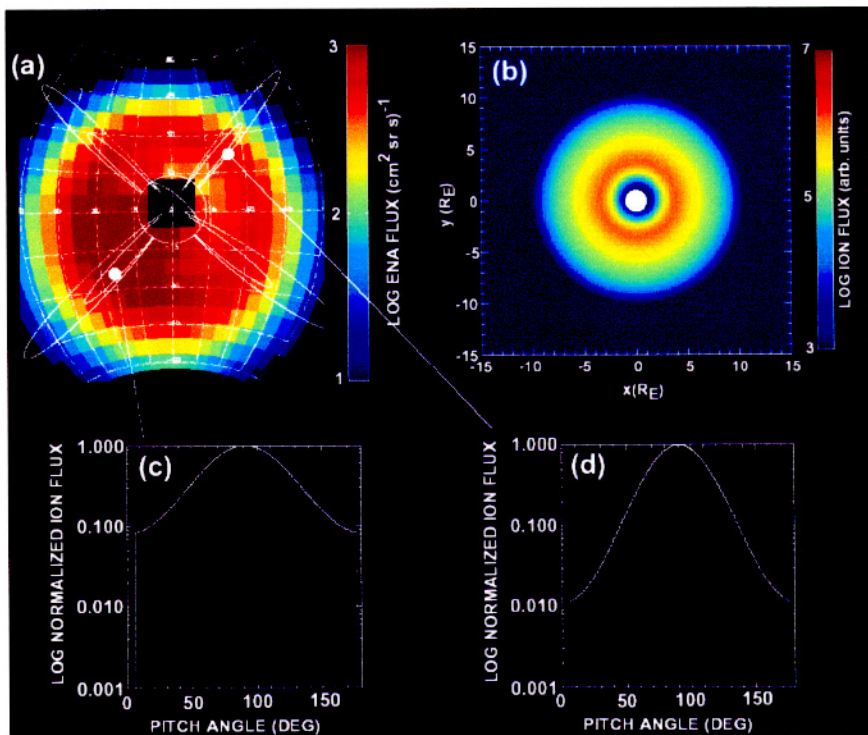 (a)
3
2
1
LOG ENA FLUX (cm² sr s)⁻¹
(b)
15
10
5
0
-5
-10
-15
y (R_E)
-15 -10 -5 0 5 10 15
x(R_E)
7
5
3
LOG ION FLUX (arb. units)
(c)
1.000
0.100
0.010
0.001
LOG NORMALIZED ION FLUX
0 50 100 150
PITCH ANGLE (DEG)
(d)
1.000
0.100
0.010
0.001
LOG NORMALIZED ION FLUX
0 50 100 150
PITCH ANGLE (DEG)